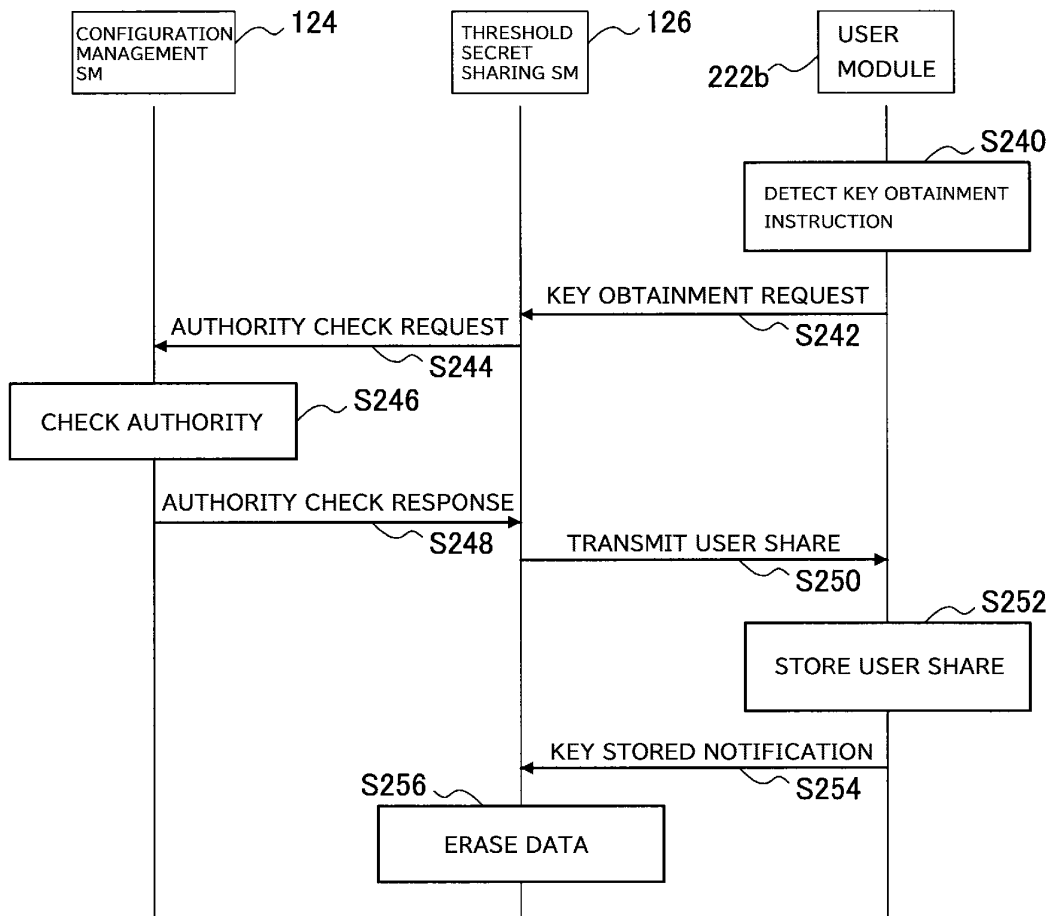 CONFIGURATION
MANAGEMENT
SM
124
THRESHOLD
SECRET
SHARING SM
126
USER
MODULE
222b
S240
DETECT KEY OBTAINMENT
INSTRUCTION
KEY OBTAINMENT REQUEST
S242
AUTHORITY CHECK REQUEST
S244
S246
CHECK AUTHORITY
AUTHORITY CHECK RESPONSE
S248
TRANSMIT USER SHARE
S250
S252
STORE USER SHARE
KEY STORED NOTIFICATION
S254
S256
ERASE DATA